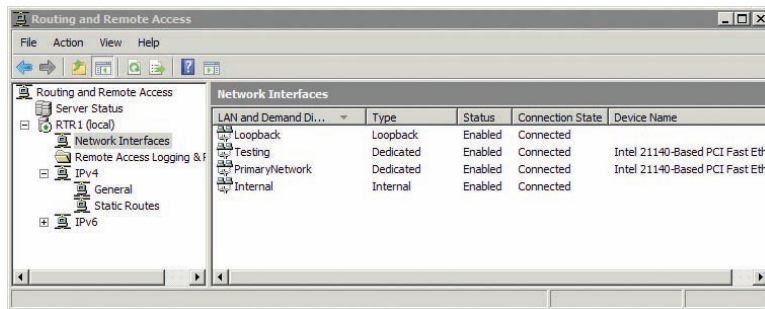 Routing and Remote Access
File Action View Help
Routing and Remote Access
Server Status
RTR1 (local)
Network Interfaces
Remote Access Logging & F
IPv4
General
Static Routes
IPv6
Network Interfaces
LAN and Demand Di... Type Status Connection State Device Name
Loopback Loopback Enabled Connected
Testing Dedicated Enabled Connected Intel 21140-Based PCI Fast Eth
PrimaryNetwork Dedicated Enabled Connected Intel 21140-Based PCI Fast Eth
Internal Internal Enabled Connected